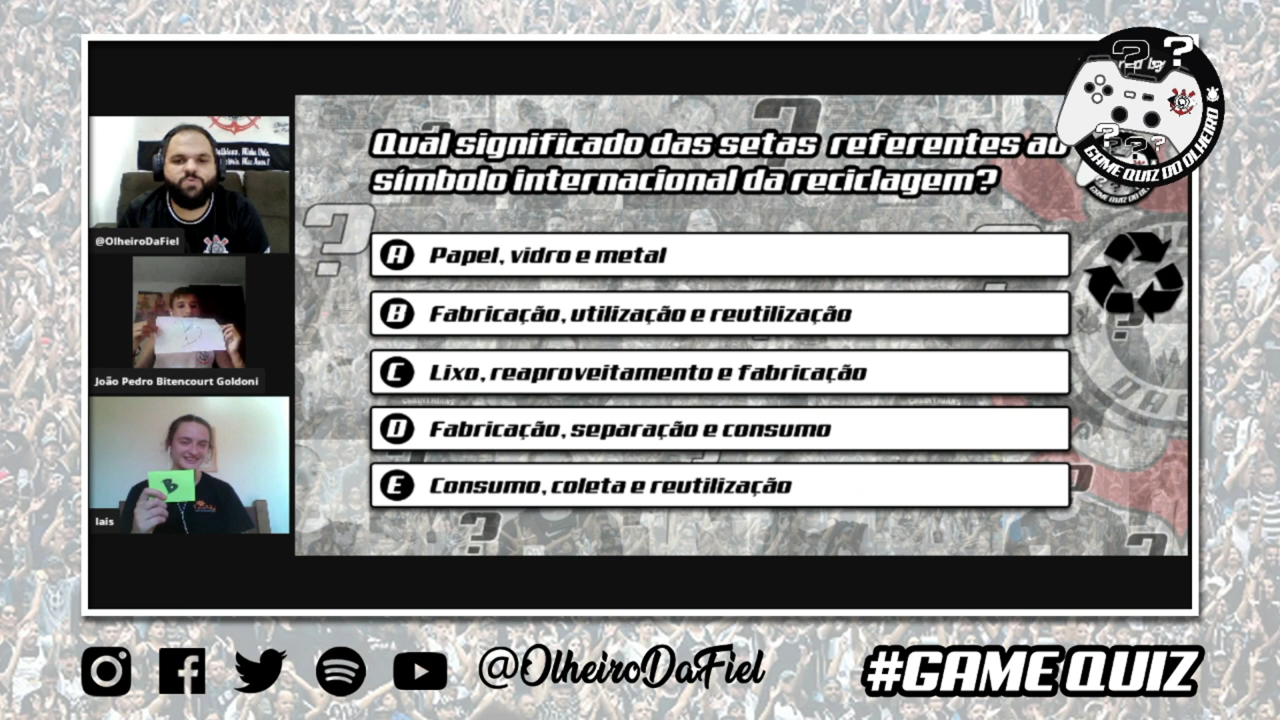 Qual significado das setas referentes ao
símbolo internacional da reciclagem?
A Papel, vidro e metal
B Fabricação, utilização e reutilização
C Lixo, reaproveitamento e fabricação
D Fabricação, separação e consumo
E Consumo, coleta e reutilização
@OlheiroDaFiel
João Pedro Bitencourt Goldoni
B
Iais
GAME QUIZ DO OLHEIRO
@OlheiroDaFiel
#GAME QUIZ